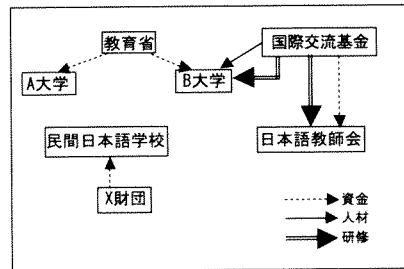 教育省
国際交流基金
A大学
B大学
民間日本語学校
日本語教師会
X財団
資金
人材
研修